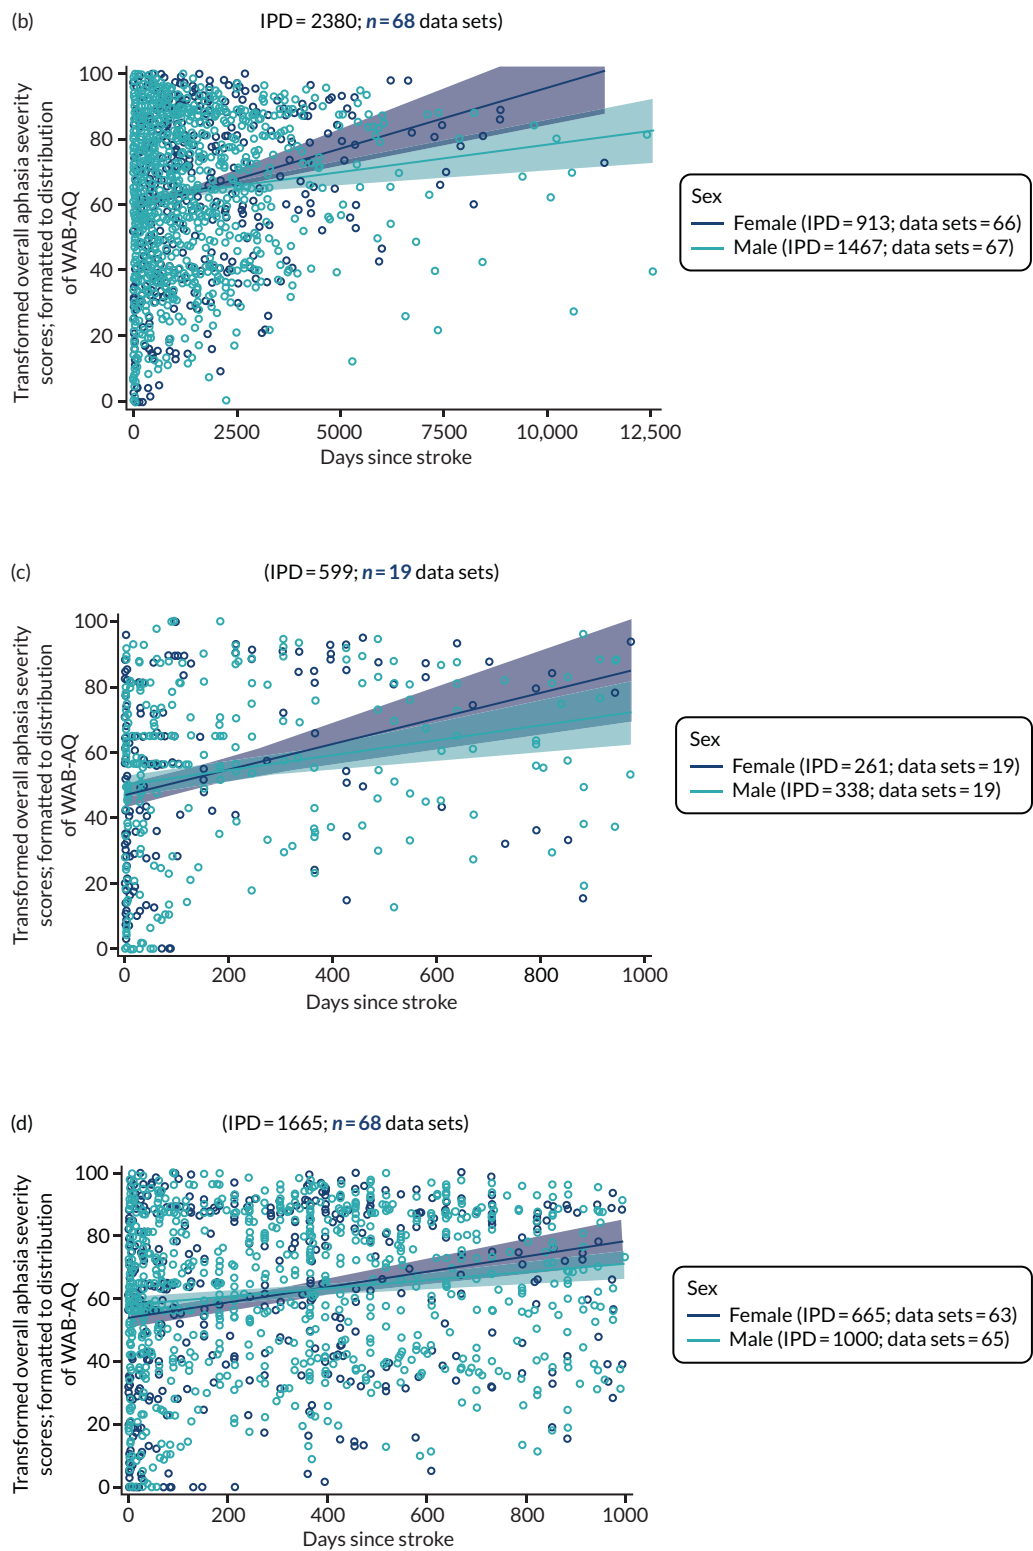 (b)
IPD = 2380; n = 68 data sets)
Transformed overall aphasia severity
scores; formatted to distribution
of WAB-AQ
100
80
60
40
20
0
0 2500 5000 7500 10,000 12,500
Days since stroke
Sex
Female (IPD = 913; data sets = 66)
Male (IPD = 1467; data sets = 67)
(c)
(IPD = 599; n = 19 data sets)
Transformed overall aphasia severity
scores; formatted to distribution
of WAB-AQ
100
80
60
40
20
0
0 200 400 600 800 1000
Days since stroke
Sex
Female (IPD = 261; data sets = 19)
Male (IPD = 338; data sets = 19)
(d)
(IPD = 1665; n = 68 data sets)
Transformed overall aphasia severity
scores; formatted to distribution
of WAB-AQ
100
80
60
40
20
0
0 200 400 600 800 1000
Days since stroke
Sex
Female (IPD = 665; data sets = 63)
Male (IPD = 1000; data sets = 65)